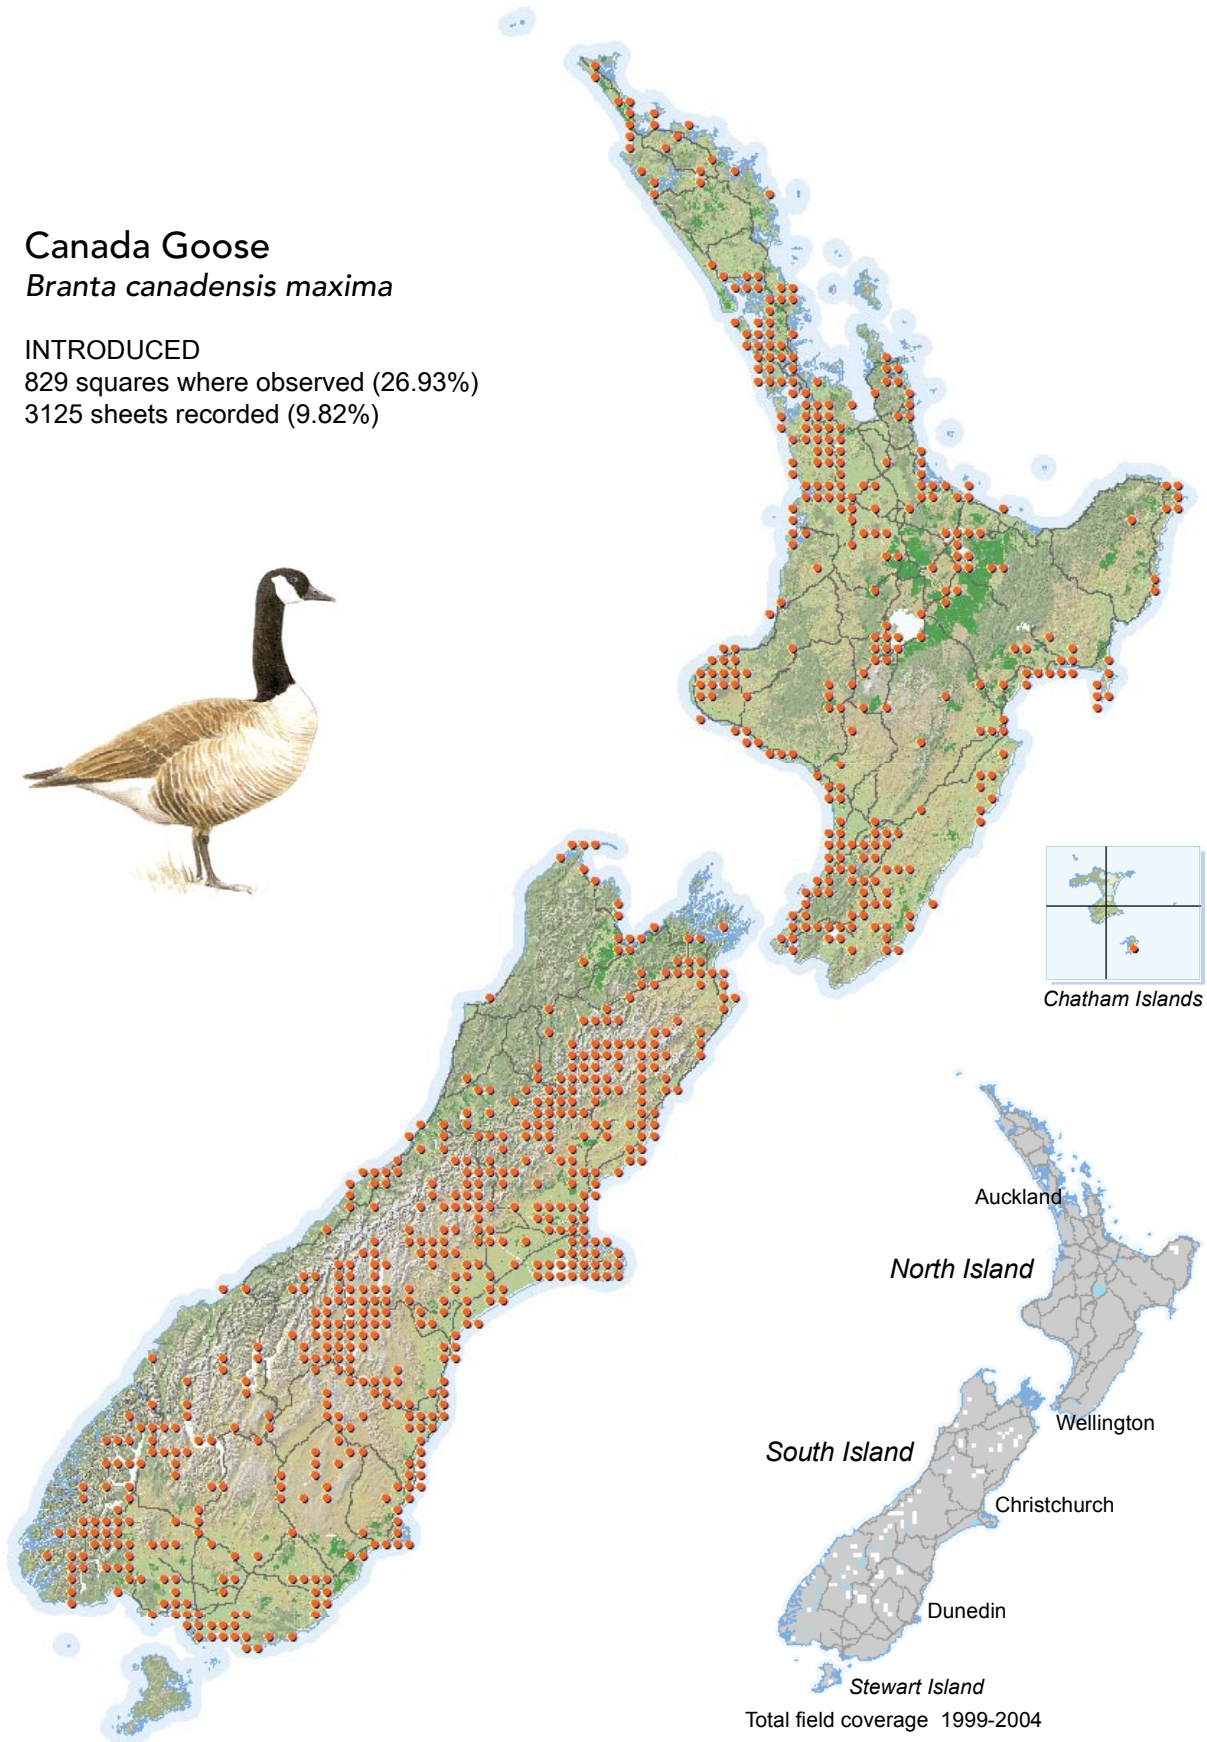 Canada Goose
Branta canadensis maxima
INTRODUCED
829 squares where observed (26.93%)
3125 sheets recorded (9.82%)
Chatham Islands
Auckland
North Island
Wellington
South Island
Christchurch
Dunedin
Stewart Island
Total field coverage 1999-2004